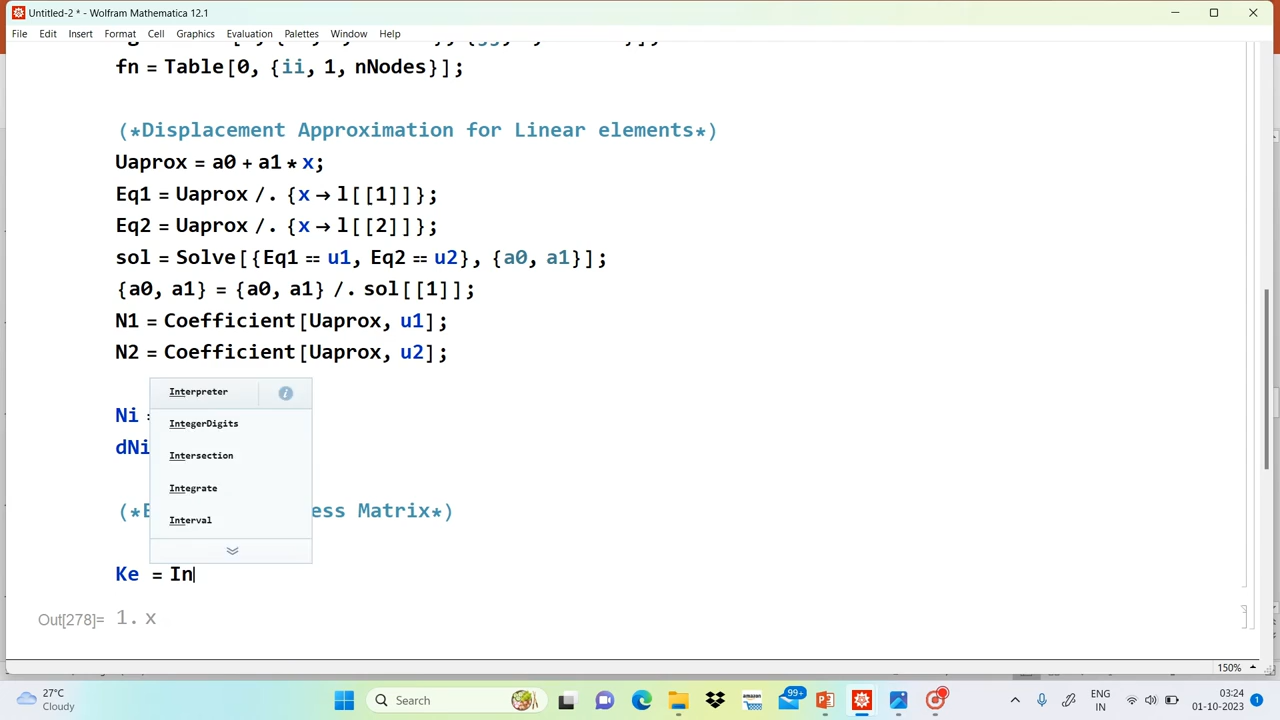 Untitled-2 * - Wolfram Mathematica 12.1
File Edit Insert Format Cell Graphics Evaluation Palettes Window Help
fn = Table[0, {ii, 1, nNodes}];
(*Displacement Approximation for Linear elements*)
Uaprox = a0 + a1 * x;
Eq1 = Uaprox /. {x → l[[1]]};
Eq2 = Uaprox /. {x → l[[2]]};
sol = Solve[{Eq1 == u1, Eq2 == u2}, {a0, a1}];
{a0, a1} = {a0, a1} /. sol[[1]];
N1 = Coefficient[Uaprox, u1];
N2 = Coefficient[Uaprox, u2];
Interpreter
Ni =
IntegerDigits
dNi
Intersection
Integrate
(* ess Matrix*)
Interval
Ke = In
Out[278]= 1. x
150%
27°C
Cloudy
Search
amazon
99+
ENG
IN
03:24
01-10-2023
1